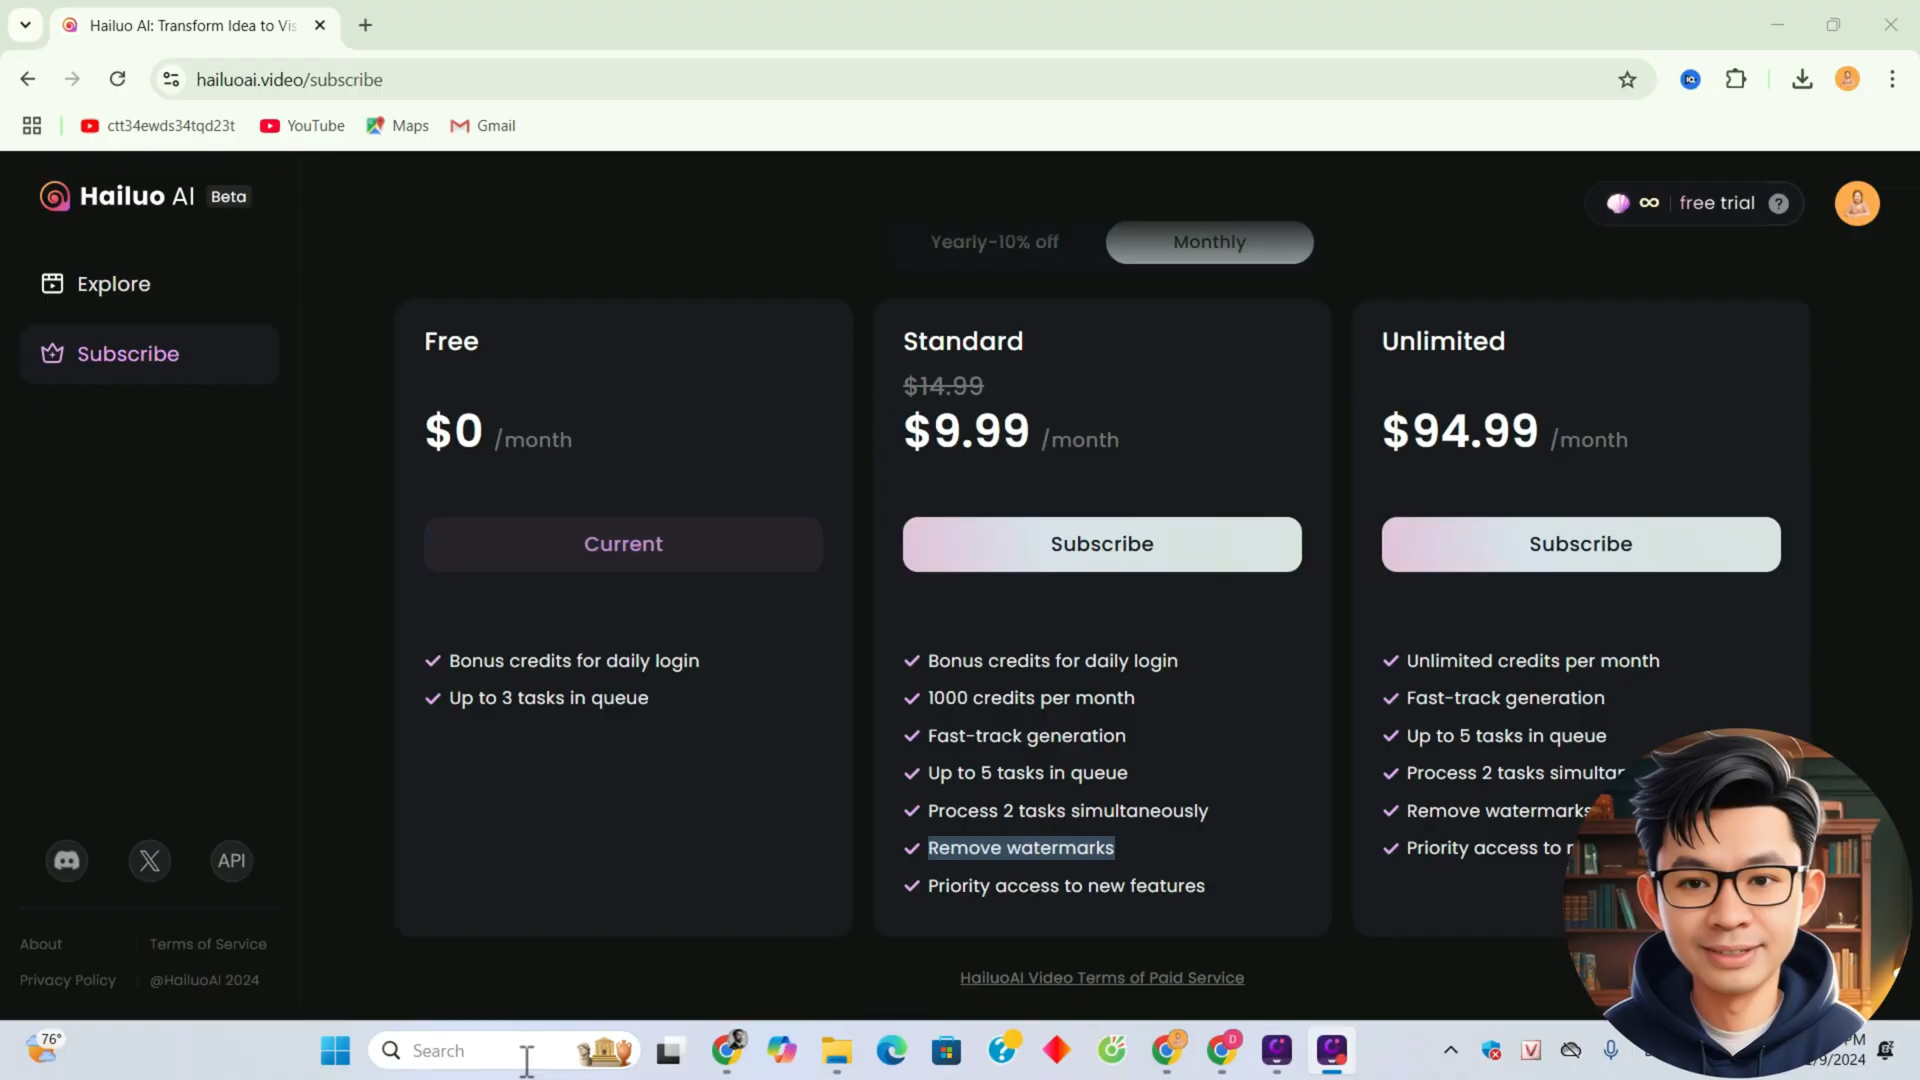 Hailuo AI: Transform Idea to Vis
hailuoai.video/subscribe
ctt34ewds34tqd23t
YouTube
Maps
Gmail
Hailuo AI Beta
∞ | free trial ?
Explore
Subscribe
Yearly-10% off
Monthly
Free
$0 /month
Current
Bonus credits for daily login
Up to 3 tasks in queue
Standard
$14.99
$9.99 /month
Subscribe
Bonus credits for daily login
1000 credits per month
Fast-track generation
Up to 5 tasks in queue
Process 2 tasks simultaneously
Remove watermarks
Priority access to new features
Unlimited
$94.99 /month
Subscribe
Unlimited credits per month
Fast-track generation
Up to 5 tasks in queue
Process 2 tasks simultan
Remove watermarks
Priority access to
API
About
Terms of Service
Privacy Policy
@HailuoAI 2024
HailuoAI Video Terms of Paid Service
76°
Search
PM
/9/2024